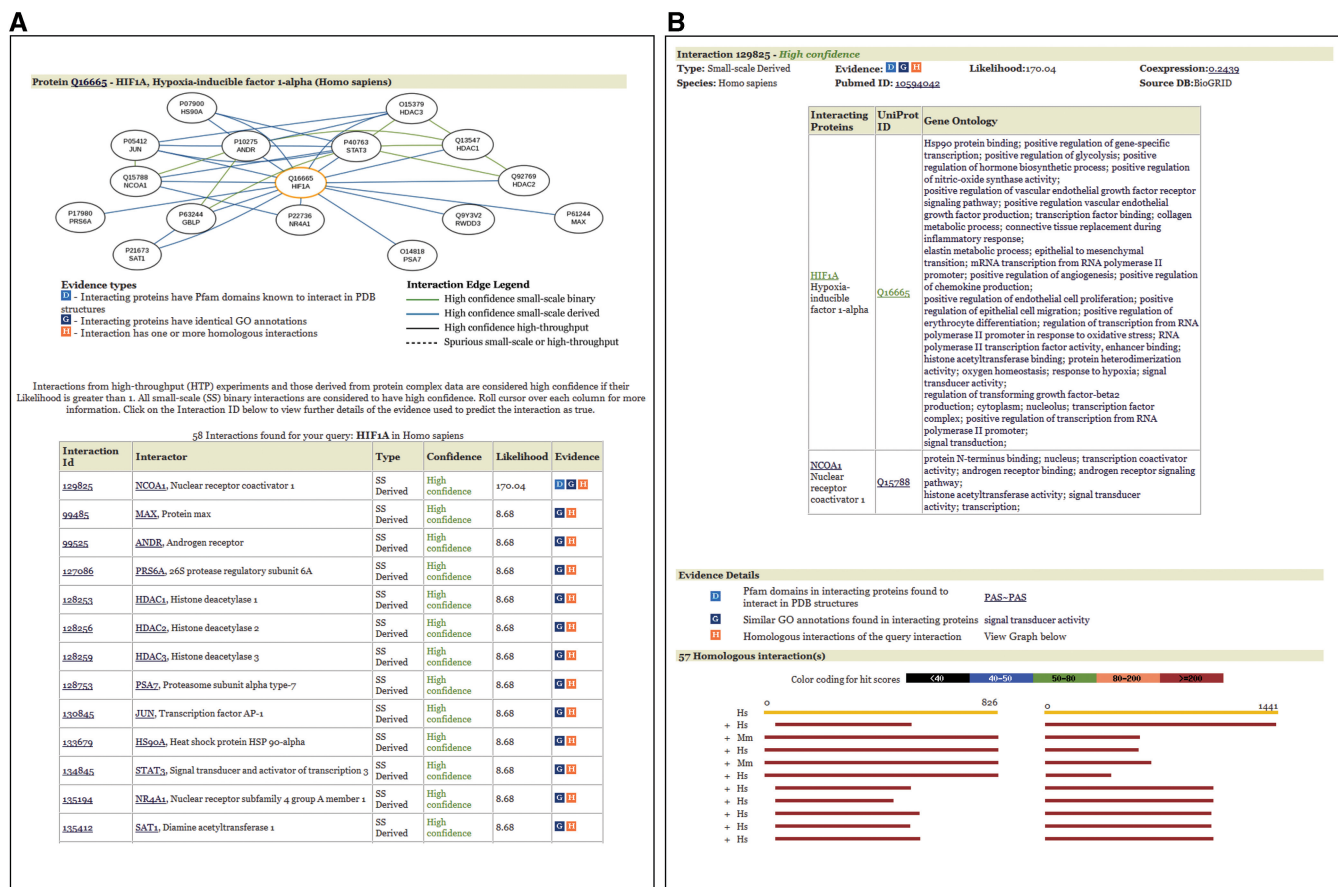 A
Protein Q16665 - HIF1A, Hypoxia-inducible factor 1-alpha (Homo sapiens)
P07900
HS90A
O15379
HDAC3
P05412
JUN
P10275
ANDR
P40763
STAT3
Q13547
HDAC1
Q15788
NCOA1
Q16665
HIF1A
Q92769
HDAC2
P17980
PRS6A
P63244
GBLP
P22736
NR4A1
Q9Y3V2
RWDD3
P61244
MAX
P21673
SAT1
O14818
PSA7
Evidence types
D - Interacting proteins have Pfam domains known to interact in PDB
structures
G - Interacting proteins have identical GO annotations
H - Interaction has one or more homologous interactions
Interaction Edge Legend
High confidence small-scale binary
High confidence small-scale derived
High confidence high-throughput
Spurious small-scale or high-throughput
Interactions from high-throughput (HTP) experiments and those derived from protein complex data are considered high confidence if their
Likelihood is greater than 1. All small-scale (SS) binary interactions are considered to have high confidence. Roll cursor over each column for more
information. Click on the Interaction ID below to view further details of the evidence used to predict the interaction as true.
58 Interactions found for your query: HIF1A in Homo sapiens
Interaction Id Interactor Type Confidence Likelihood Evidence
129825 NCOA1, Nuclear receptor coactivator 1 SS Derived High confidence 170.04 D G H
99485 MAX, Protein max SS Derived High confidence 8.68 G H
99525 ANDR, Androgen receptor SS Derived High confidence 8.68 G H
127086 PRS6A, 26S protease regulatory subunit 6A SS Derived High confidence 8.68 G H
128253 HDAC1, Histone deacetylase 1 SS Derived High confidence 8.68 G H
128256 HDAC2, Histone deacetylase 2 SS Derived High confidence 8.68 G H
128259 HDAC3, Histone deacetylase 3 SS Derived High confidence 8.68 G H
128753 PSA7, Proteasome subunit alpha type-7 SS Derived High confidence 8.68 G H
130845 JUN, Transcription factor AP-1 SS Derived High confidence 8.68 G H
133679 HS90A, Heat shock protein HSP 90-alpha SS Derived High confidence 8.68 G H
134845 STAT3, Signal transducer and activator of transcription 3 SS Derived High confidence 8.68 G H
135194 NR4A1, Nuclear receptor subfamily 4 group A member 1 SS Derived High confidence 8.68 G H
135412 SAT1, Diamine acetyltransferase 1 SS Derived High confidence 8.68 G H
B
Interaction 129825 - High confidence
Type: Small-scale Derived Evidence: D G H Likelihood:170.04 Coexpression:0.2439
Species: Homo sapiens Pubmed ID: 10594042 Source DB:BioGRID
Interacting Proteins UniProt ID Gene Ontology
HIF1A
Hypoxia-
inducible
factor 1-alpha
Q16665
Hsp90 protein binding; positive regulation of gene-specific
transcription; positive regulation of glycolysis; positive
regulation of hormone biosynthetic process; positive regulation
of nitric-oxide synthase activity;
positive regulation of vascular endothelial growth factor receptor
signaling pathway; positive regulation vascular endothelial
growth factor production; transcription factor binding; collagen
metabolic process; connective tissue replacement during
inflammatory response;
elastin metabolic process; epithelial to mesenchymal
transition; mRNA transcription from RNA polymerase II
promoter; positive regulation of angiogenesis; positive regulation
of chemokine production;
positive regulation of endothelial cell proliferation; positive
regulation of epithelial cell migration; positive regulation of
erythrocyte differentiation; regulation of transcription from RNA
polymerase II promoter in response to oxidative stress; RNA
polymerase II transcription factor activity, enhancer binding;
histone acetyltransferase binding; protein heterodimerization
activity; oxygen homeostasis; response to hypoxia; signal
transducer activity;
regulation of transforming growth factor-beta2
production; cytoplasm; nucleolus; transcription factor
complex; positive regulation of transcription from RNA
polymerase II promoter;
signal transduction;
NCOA1
Nuclear
receptor
coactivator 1
Q15788
protein N-terminus binding; nucleus; transcription coactivator
activity; androgen receptor binding; androgen receptor signaling
pathway;
histone acetyltransferase activity; signal transducer
activity; transcription;
Evidence Details
D Pfam domains in interacting proteins found to
interact in PDB structures PAS~PAS
G Similar GO annotations found in interacting proteins signal transducer activity
H Homologous interactions of the query interaction View Graph below
57 Homologous interaction(s)
Color coding for hit scores <40 40-50 50-80 80-200 >=200
0 826 0 1441
Hs
+ Hs
+ Mm
+ Hs
+ Mm
+ Hs
+ Hs
+ Hs
+ Hs
+ Hs
+ Hs